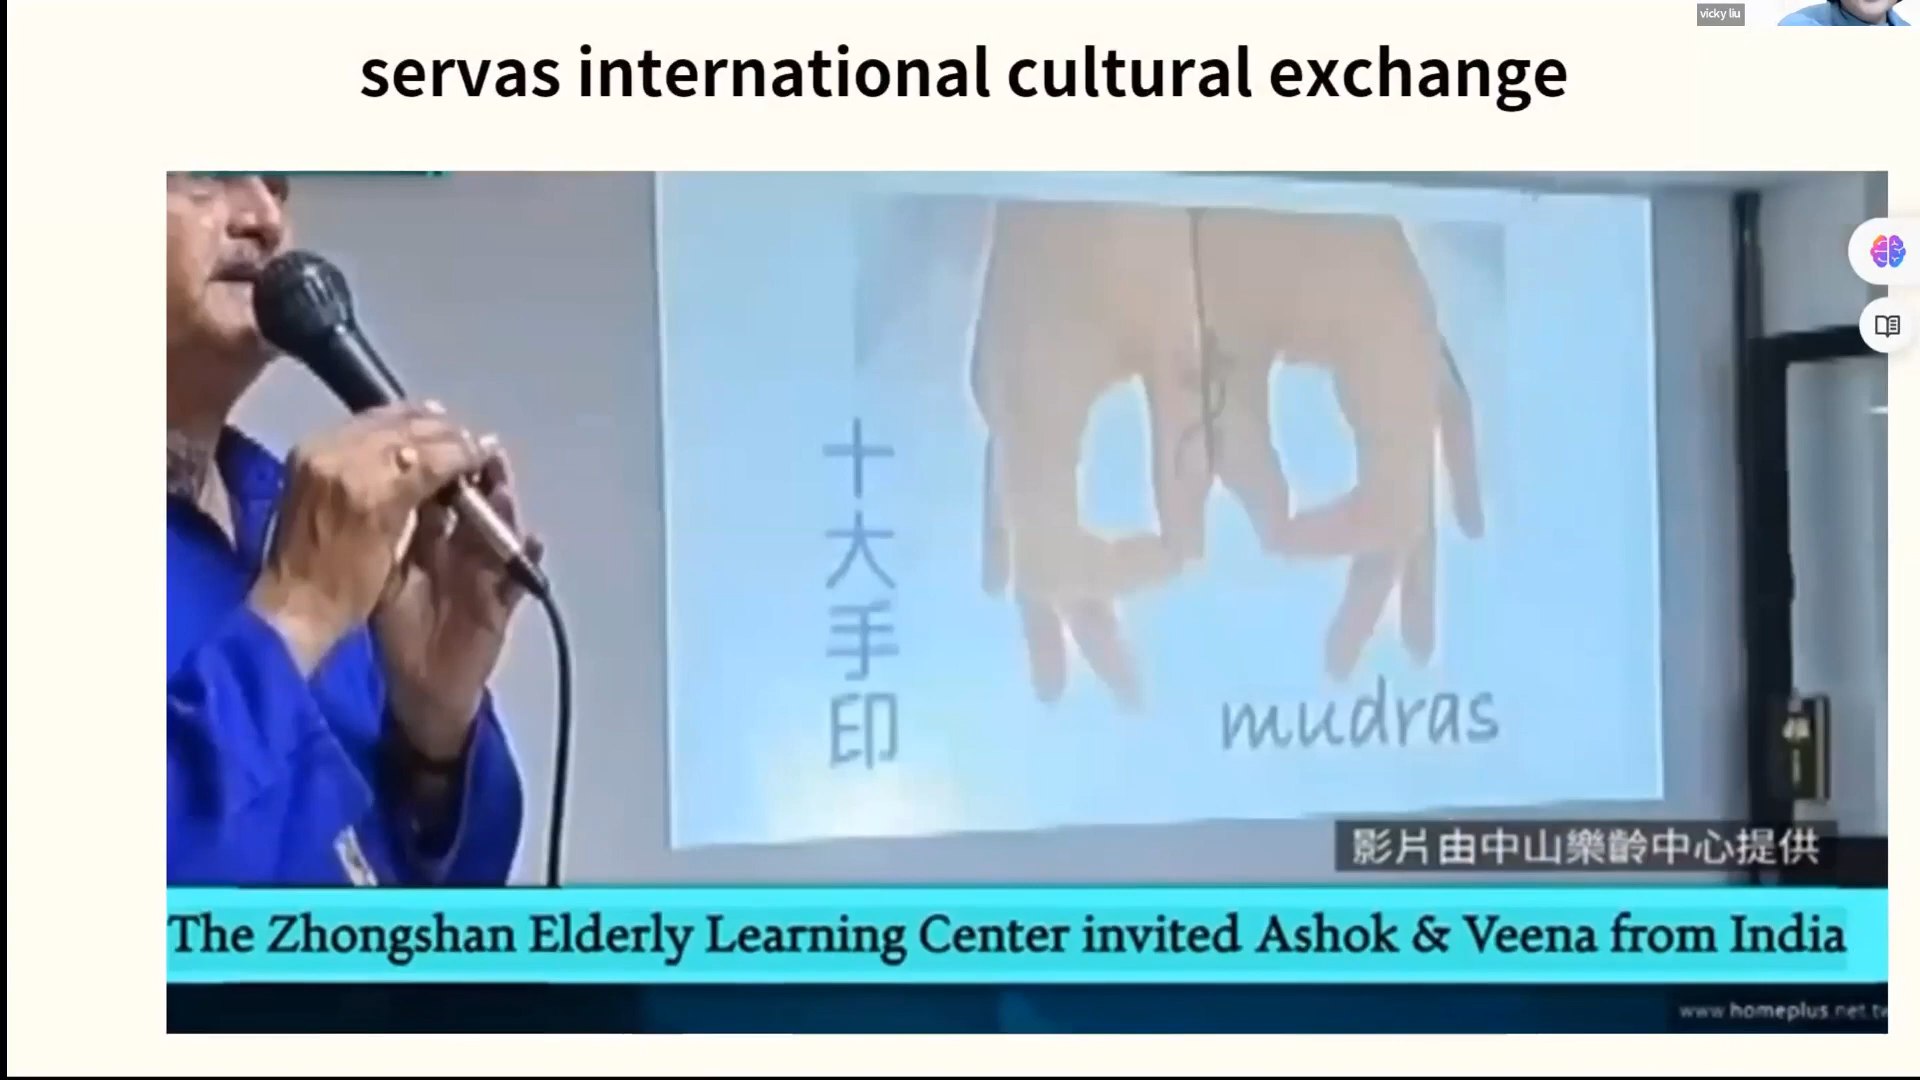 vicky liu
servas international cultural exchange
十大手印
mudras
影片由中山樂齡中心提供
The Zhongshan Elderly Learning Center invited Ashok & Veena from India
www.homeplus.net.tw